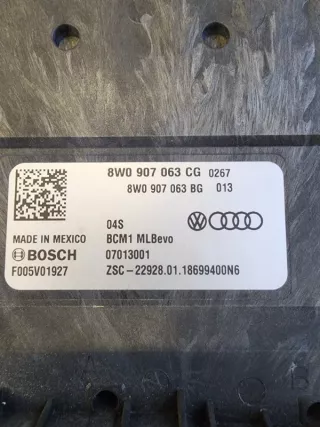 8W0 907 063 CG 0267
8W0 907 063 BG 013
04S
MADE IN MEXICO BCM1 MLBevo
BOSCH 07013001
F005V01927 ZSC-22928.01.18699400N6